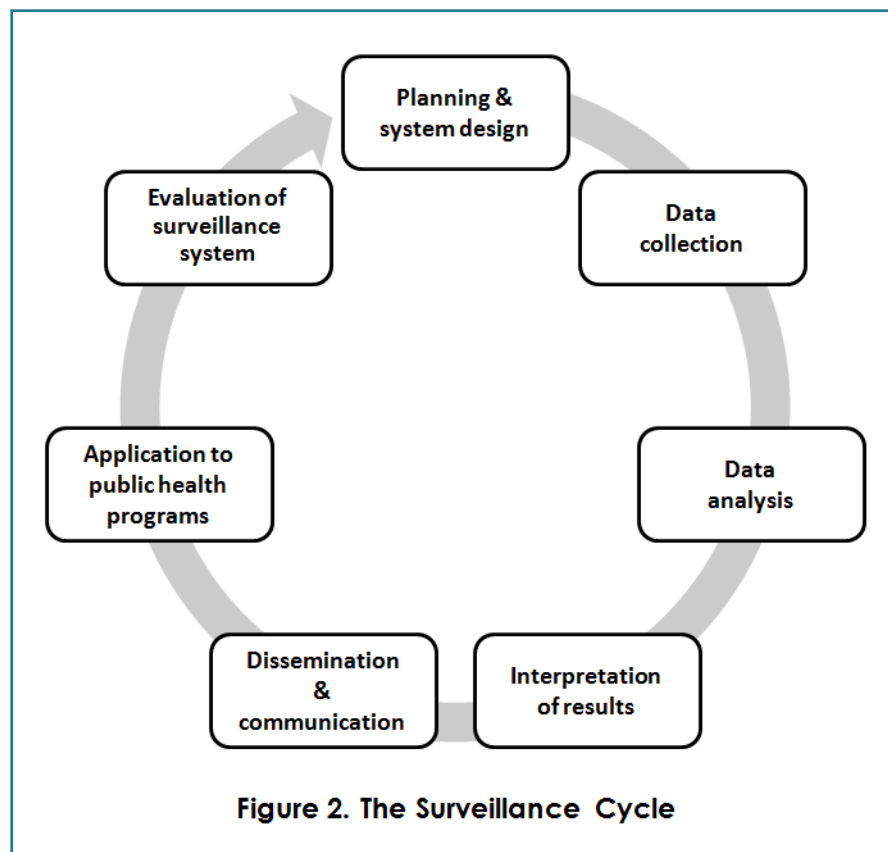 Planning &
system design
Data
collection
Data
analysis
Interpretation
of results
Dissemination
&
communication
Application to
public health
programs
Evaluation of
surveillance
system
Figure 2. The Surveillance Cycle